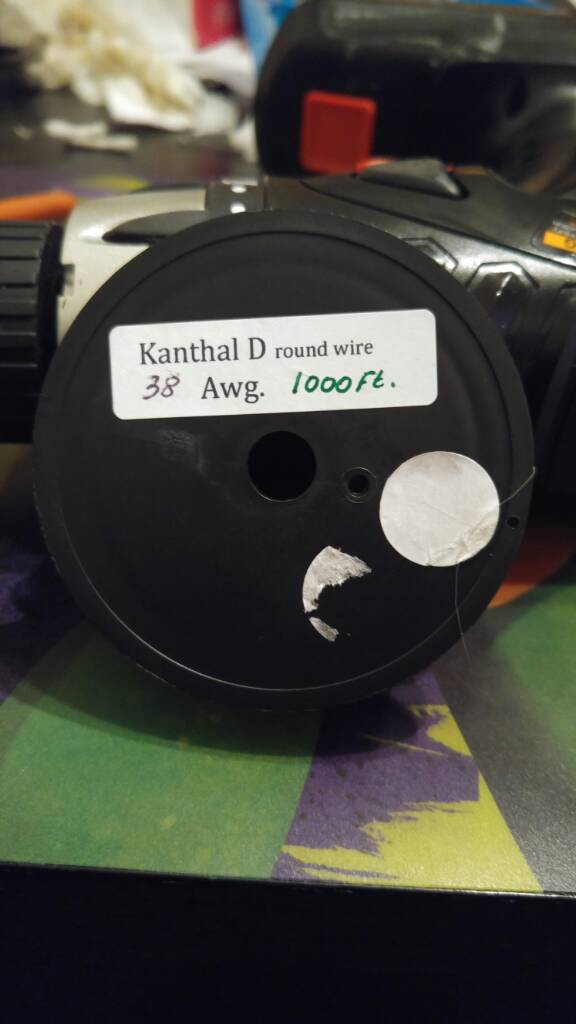 Kanthal D round wire
38 Awg. 1000 Ft.